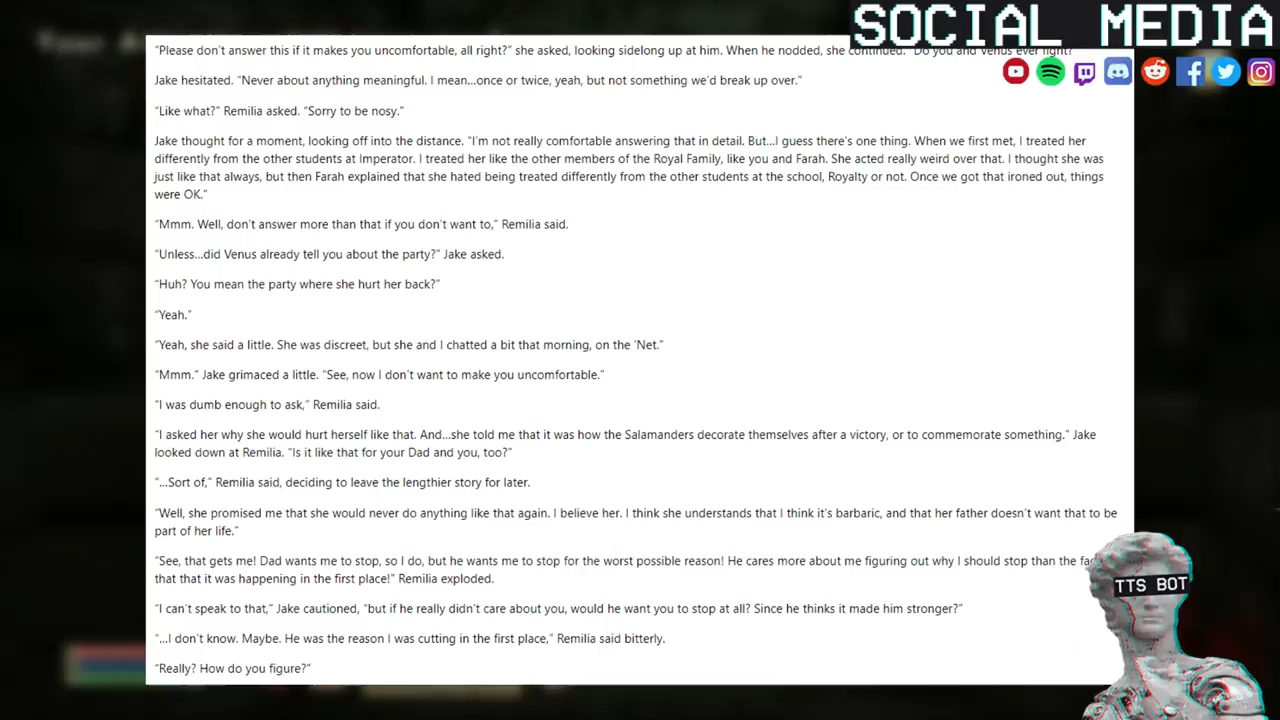 SOCIAL MEDIA
“Please don’t answer this if it makes you uncomfortable, all right?” she asked, looking sidelong up at him. When he nodded, she continued. “Do you and Venus ever fight?”
Jake hesitated. “Never about anything meaningful. I mean…once or twice, yeah, but not something we’d break up over.”
“Like what?” Remilia asked. “Sorry to be nosy.”
Jake thought for a moment, looking off into the distance. “I’m not really comfortable answering that in detail. But…I guess there’s one thing. When we first met, I treated her
differently from the other students at Imperator. I treated her like the other members of the Royal Family, like you and Farah. She acted really weird over that. I thought she was
just like that always, but then Farah explained that she hated being treated differently from the other students at the school, Royalty or not. Once we got that ironed out, things
were OK.”
“Mmm. Well, don’t answer more than that if you don’t want to,” Remilia said.
“Unless…did Venus already tell you about the party?” Jake asked.
“Huh? You mean the party where she hurt her back?”
“Yeah.”
“Yeah, she said a little. She was discreet, but she and I chatted a bit that morning, on the ‘Net.”
“Mmm.” Jake grimaced a little. “See, now I don’t want to make you uncomfortable.”
“I was dumb enough to ask,” Remilia said.
“I asked her why she would hurt herself like that. And…she told me that it was how the Salamanders decorate themselves after a victory, or to commemorate something.” Jake
looked down at Remilia. “Is it like that for your Dad and you, too?”
“…Sort of,” Remilia said, deciding to leave the lengthier story for later.
“Well, she promised me that she would never do anything like that again. I believe her. I think she understands that I think it’s barbaric, and that her father doesn’t want that to be
part of her life.”
“See, that gets me! Dad wants me to stop, so I do, but he wants me to stop for the worst possible reason! He cares more about me figuring out why I should stop than the
that that it was happening in the first place!” Remilia exploded.
“I can’t speak to that,” Jake cautioned, “but if he really didn’t care about you, would he want you to stop at all? Since he thinks it made him stronger?”
“…I don’t know. Maybe. He was the reason I was cutting in the first place,” Remilia said bitterly.
“Really? How do you figure?”
TTS BOT